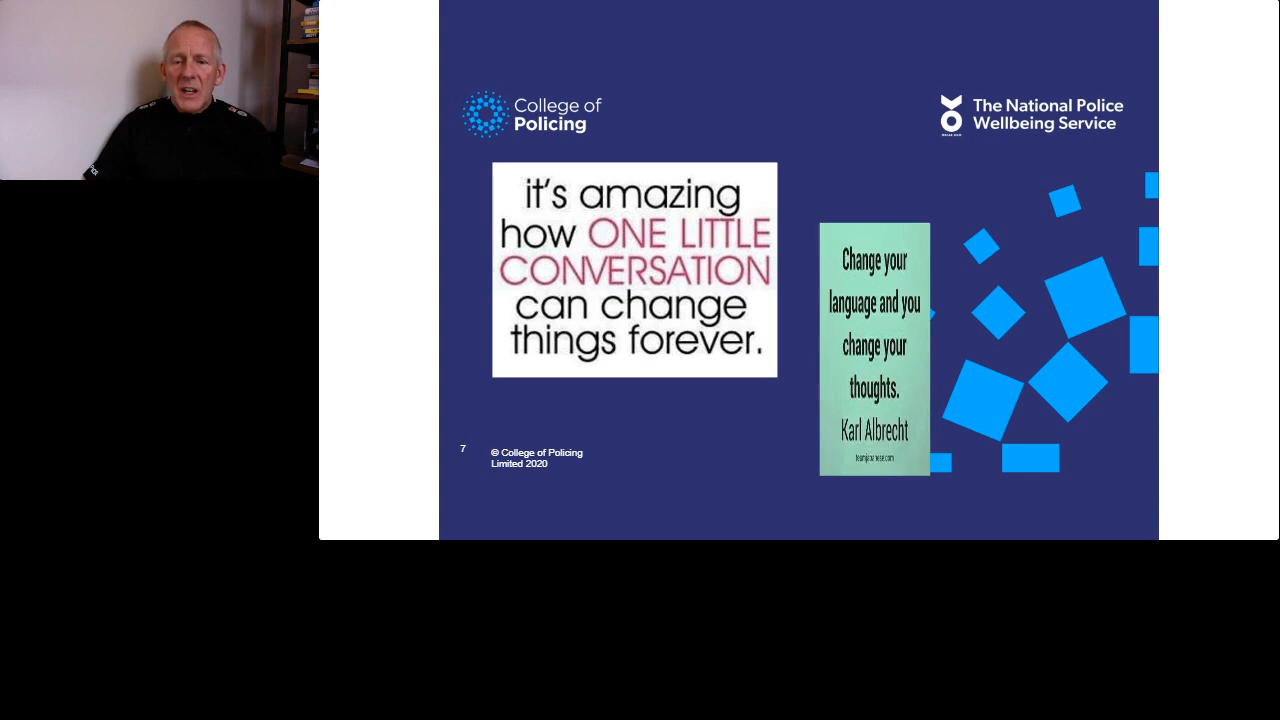 College of
Policing
The National Police
Wellbeing Service
it's amazing
how ONE LITTLE
CONVERSATION
can change
things forever.
Change your
language and you
change your
thoughts.
Karl Albrecht
7
© College of Policing
Limited 2020